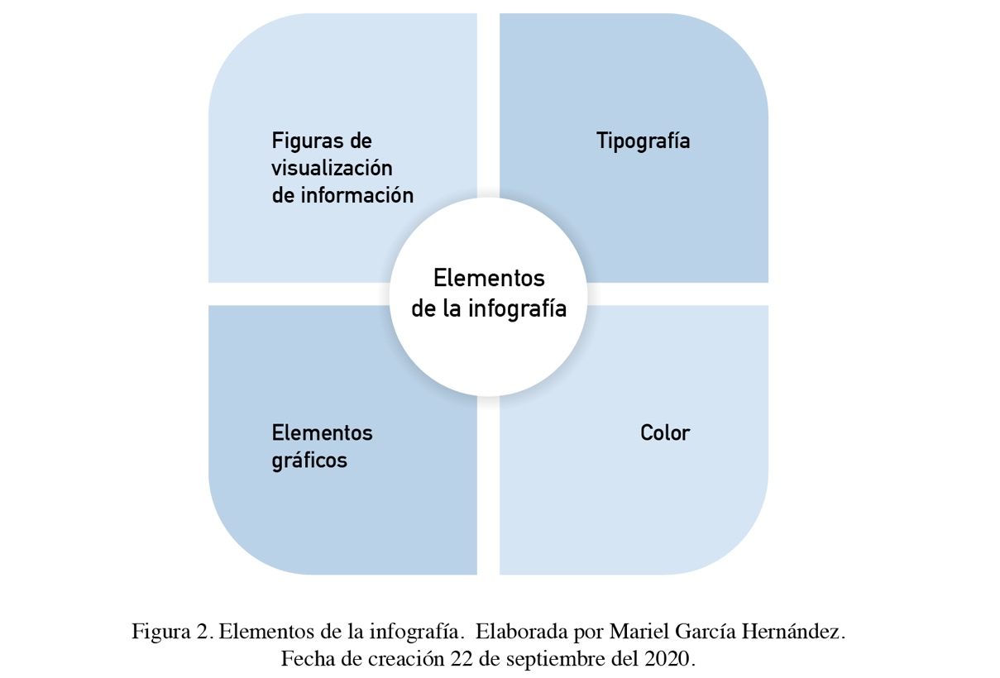 Figuras de
visualización
de información
Tipografía
Elementos
de la infografía
Elementos
gráficos
Color
Figura 2. Elementos de la infografía.  Elaborada por Mariel García Hernández.
Fecha de creación 22 de septiembre del 2020.